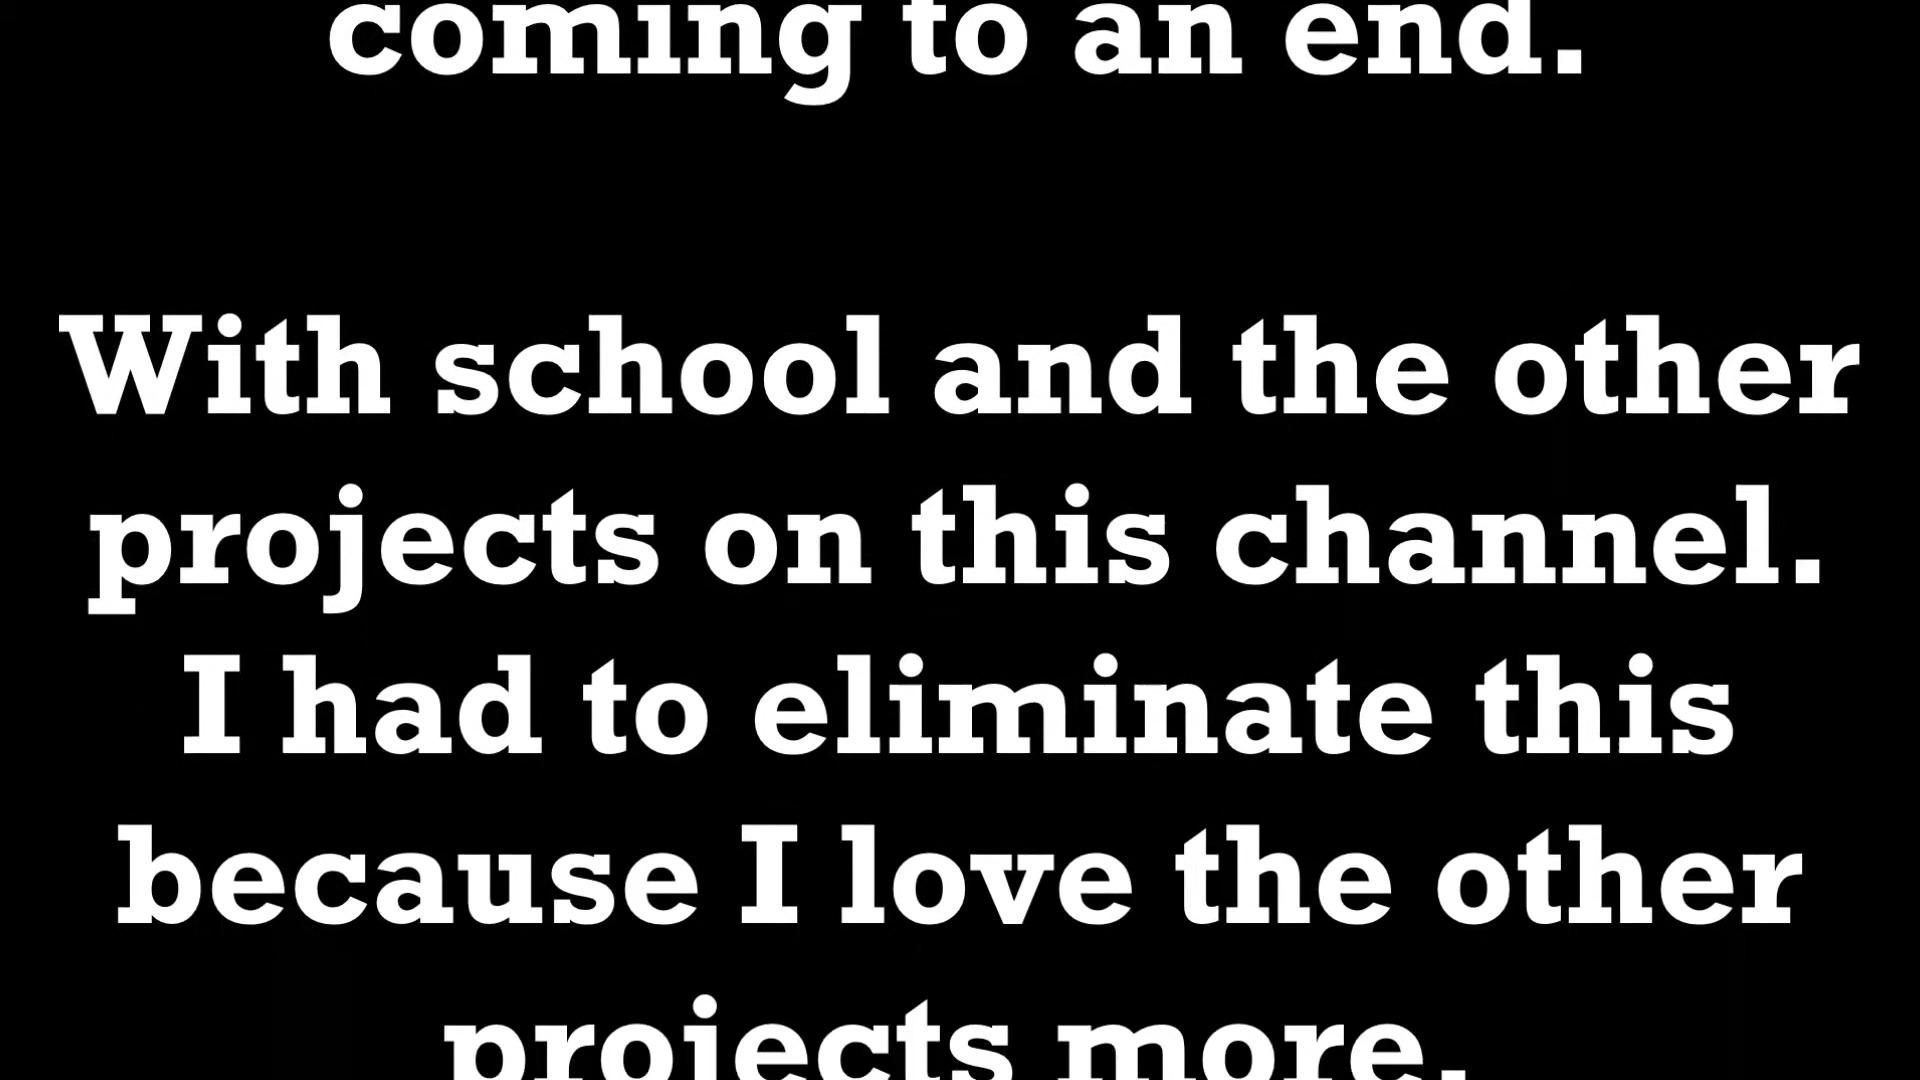 coming to an end.
With school and the other
projects on this channel.
I had to eliminate this
because I love the other
projects more.